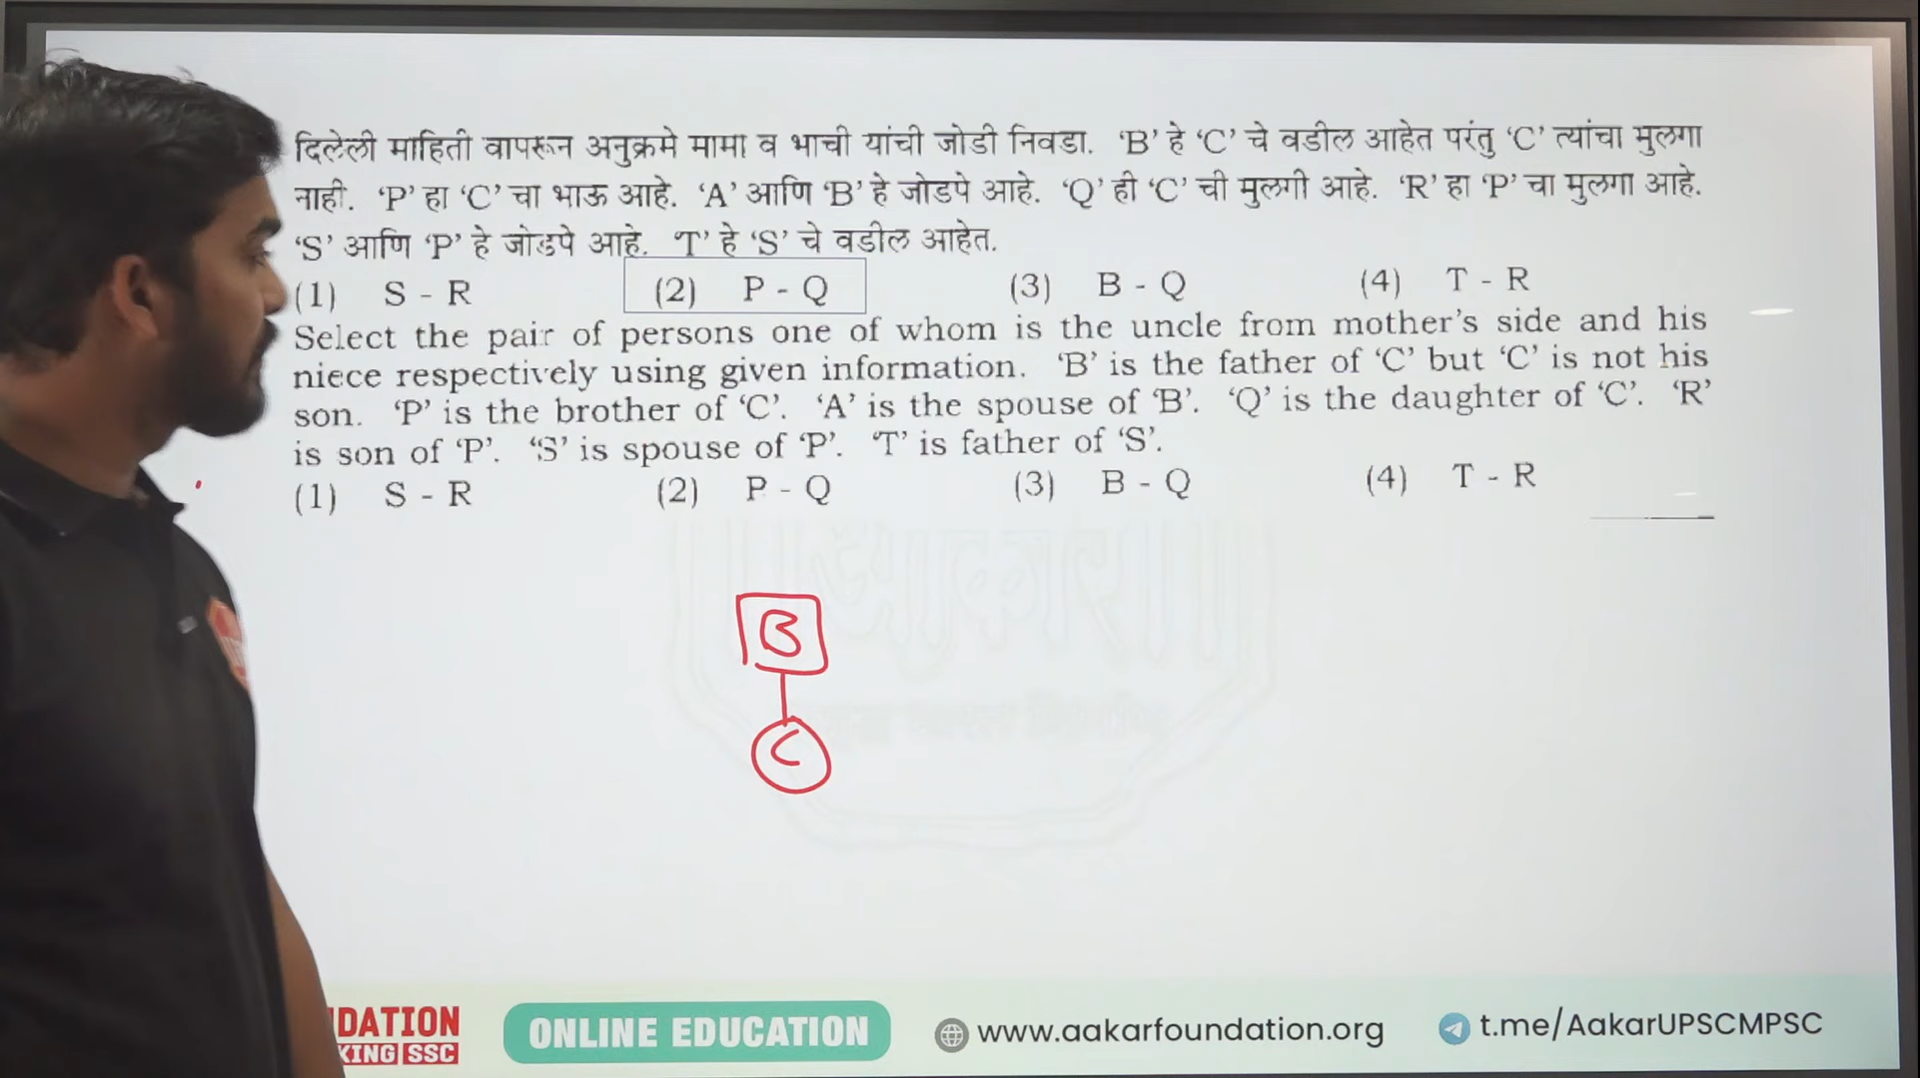 दिलेली माहिती वापरून अनुक्रमे मामा व भाची यांची जोडी निवडा. ‘B’ हे ‘C’ चे वडील आहेत परंतु ‘C’ त्यांचा मुलगा
नाही. ‘P’ हा ‘C’ चा भाऊ आहे. ‘A’ आणि ‘B’ हे जोडपे आहे. ‘Q’ ही ‘C’ ची मुलगी आहे. ‘R’ हा ‘P’ चा मुलगा आहे.
‘S’ आणि ‘P’ हे जोडपे आहे. ‘T’ हे ‘S’ चे वडील आहेत.
(1) S - R (2) P - Q (3) B - Q (4) T - R
Select the pair of persons one of whom is the uncle from mother’s side and his
niece respectively using given information. ‘B’ is the father of ‘C’ but ‘C’ is not his
son. ‘P’ is the brother of ‘C’. ‘A’ is the spouse of ‘B’. ‘Q’ is the daughter of ‘C’. ‘R’
is son of ‘P’. ‘S’ is spouse of ‘P’. ‘T’ is father of ‘S’.
(1) S - R (2) P - Q (3) B - Q (4) T - R
आकार
B
C
DATION
KING SSC
ONLINE EDUCATION
www.aakarfoundation.org
t.me/AakarUPSCMPSC